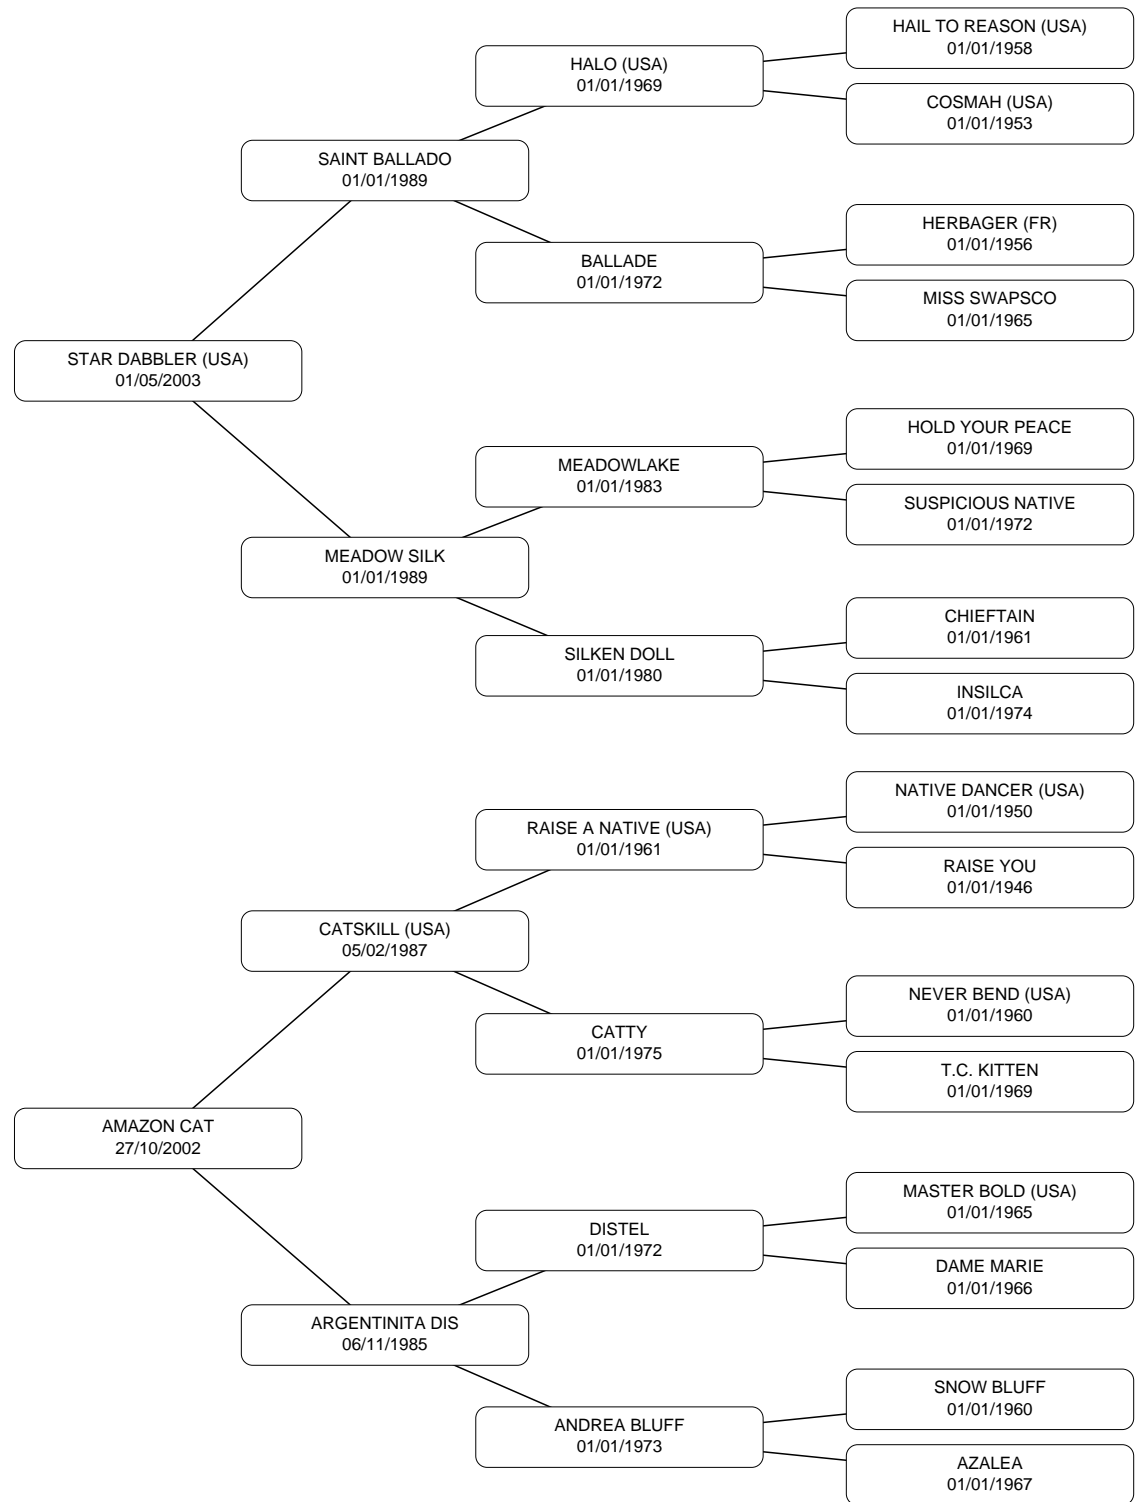 HAIL TO REASON (USA)
01/01/1958
HALO (USA)
01/01/1969
COSMAH (USA)
01/01/1953
SAINT BALLADO
01/01/1989
HERBAGER (FR)
01/01/1956
BALLADE
01/01/1972
MISS SWAPSCO
01/01/1965
STAR DABBLER (USA)
01/05/2003
HOLD YOUR PEACE
01/01/1969
MEADOWLAKE
01/01/1983
SUSPICIOUS NATIVE
01/01/1972
MEADOW SILK
01/01/1989
CHIEFTAIN
01/01/1961
SILKEN DOLL
01/01/1980
INSILCA
01/01/1974
NATIVE DANCER (USA)
01/01/1950
RAISE A NATIVE (USA)
01/01/1961
RAISE YOU
01/01/1946
CATSKILL (USA)
05/02/1987
NEVER BEND (USA)
01/01/1960
CATTY
01/01/1975
T.C. KITTEN
01/01/1969
AMAZON CAT
27/10/2002
MASTER BOLD (USA)
01/01/1965
DISTEL
01/01/1972
DAME MARIE
01/01/1966
ARGENTINITA DIS
06/11/1985
SNOW BLUFF
01/01/1960
ANDREA BLUFF
01/01/1973
AZALEA
01/01/1967